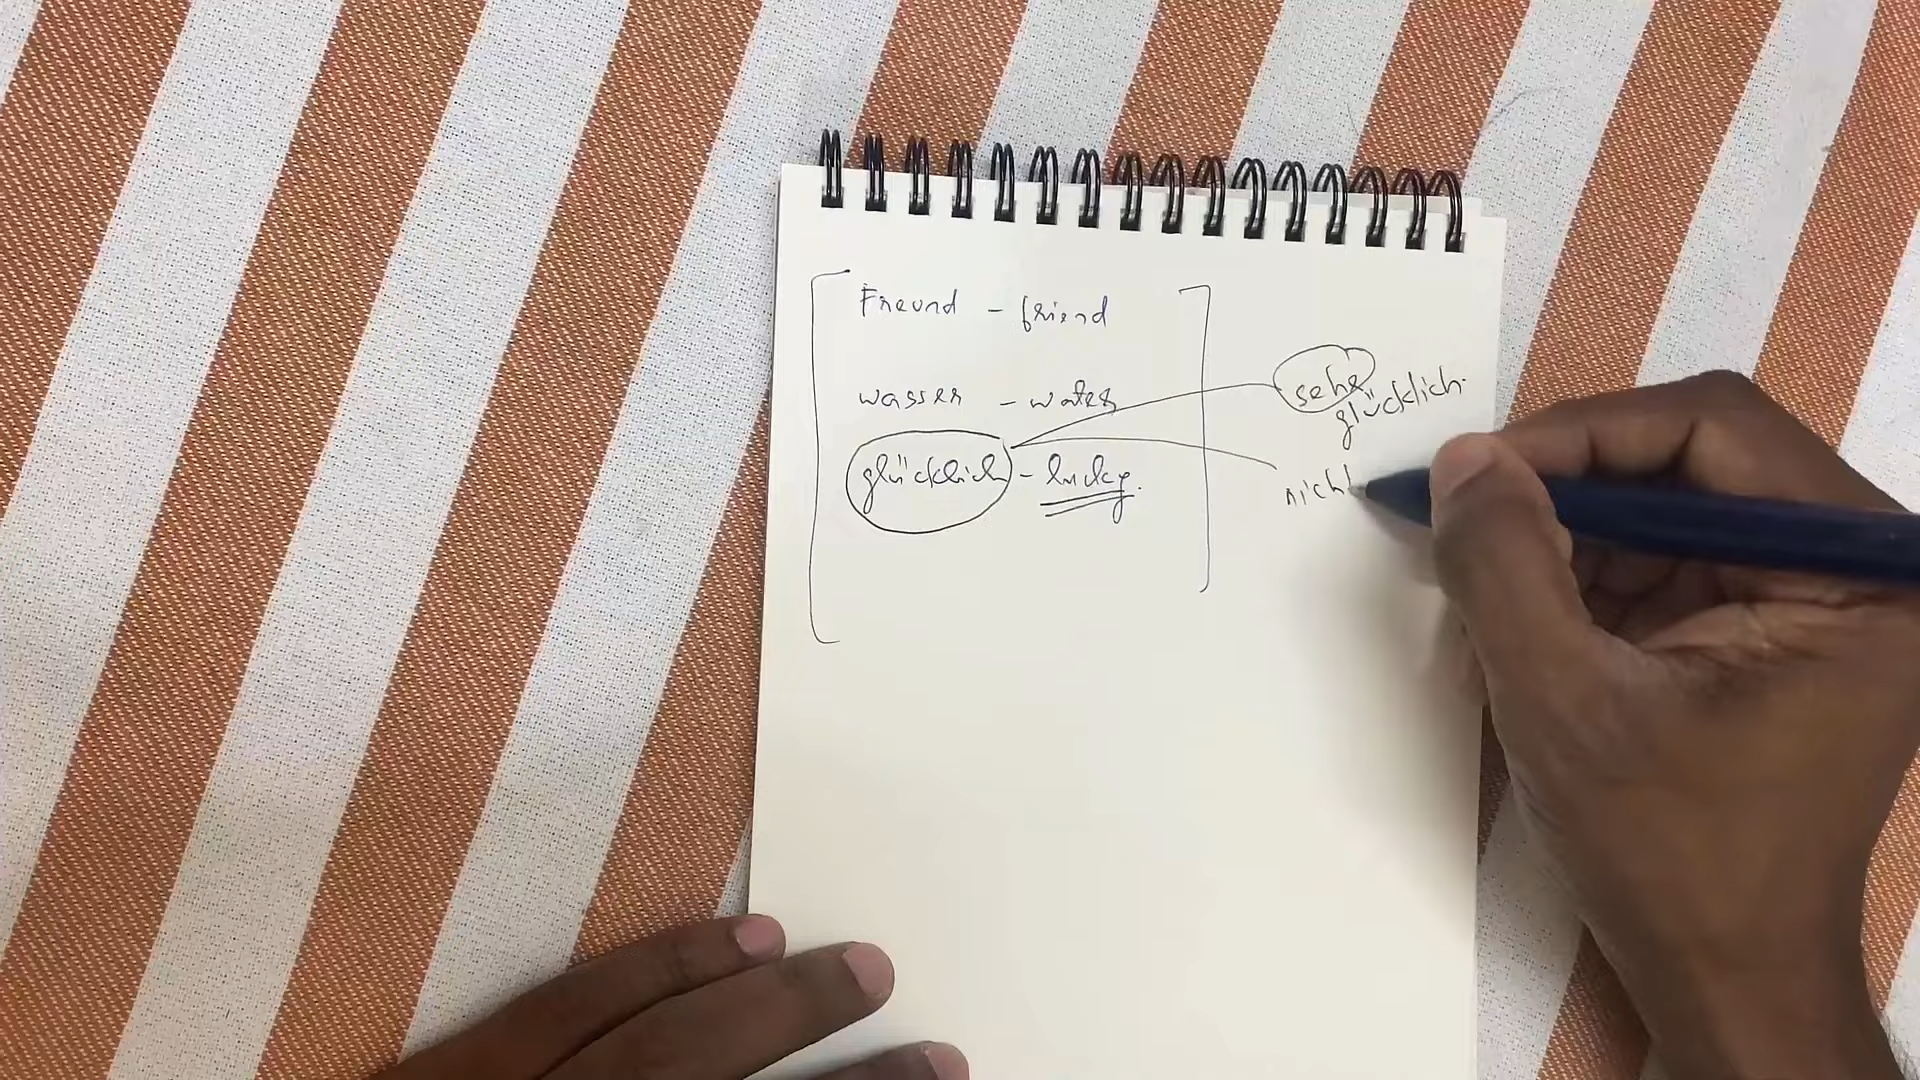 Freund - friend
wasser - water
glücklich - lucky.
sehr
glücklich.
nicht